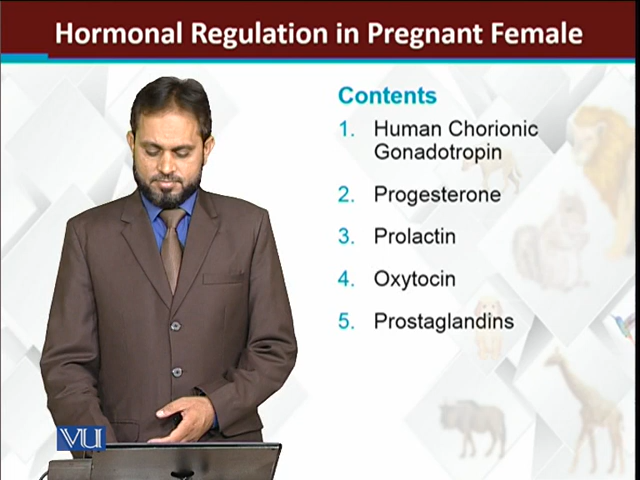 Hormonal Regulation in Pregnant Female
Contents
1. Human Chorionic
Gonadotropin
2. Progesterone
3. Prolactin
4. Oxytocin
5. Prostaglandins
VU